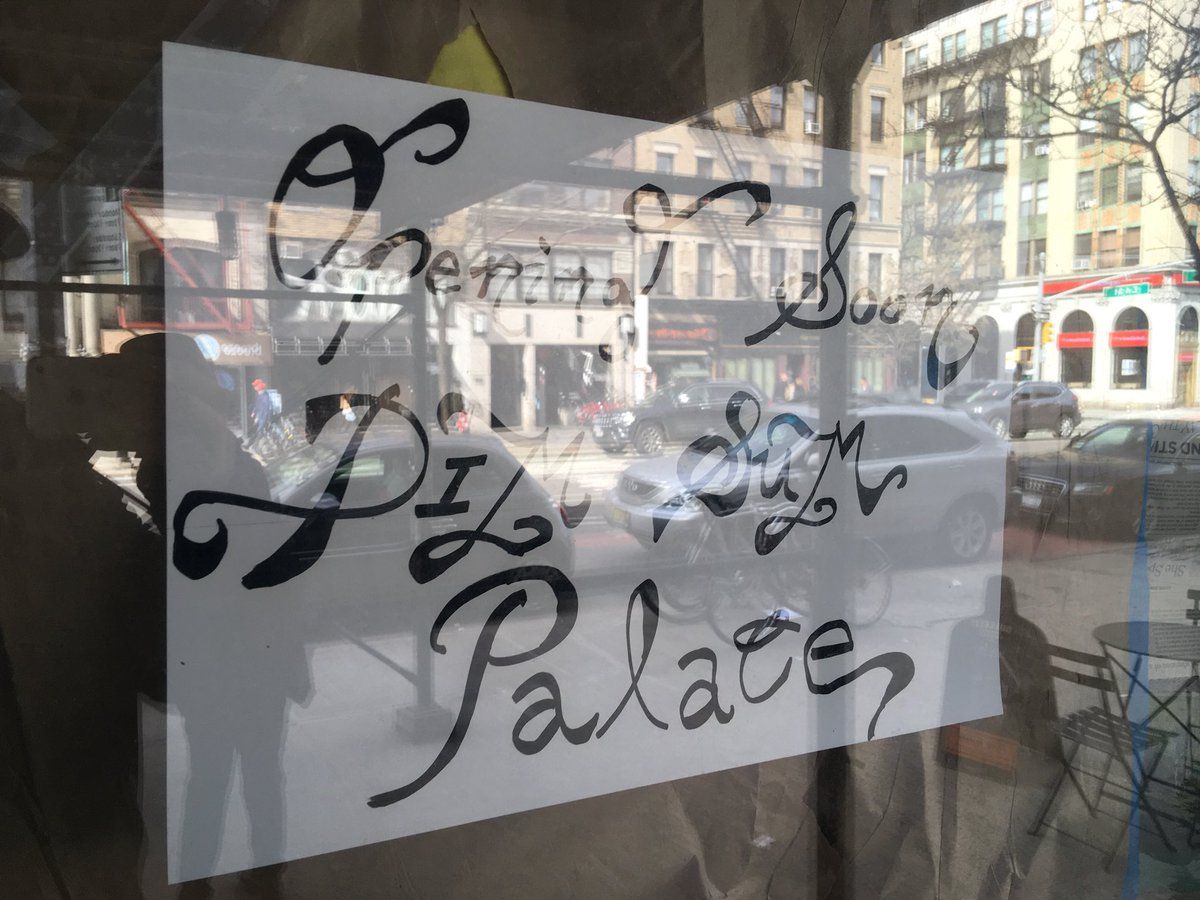 Opening Soon
Dim Sum
Palace